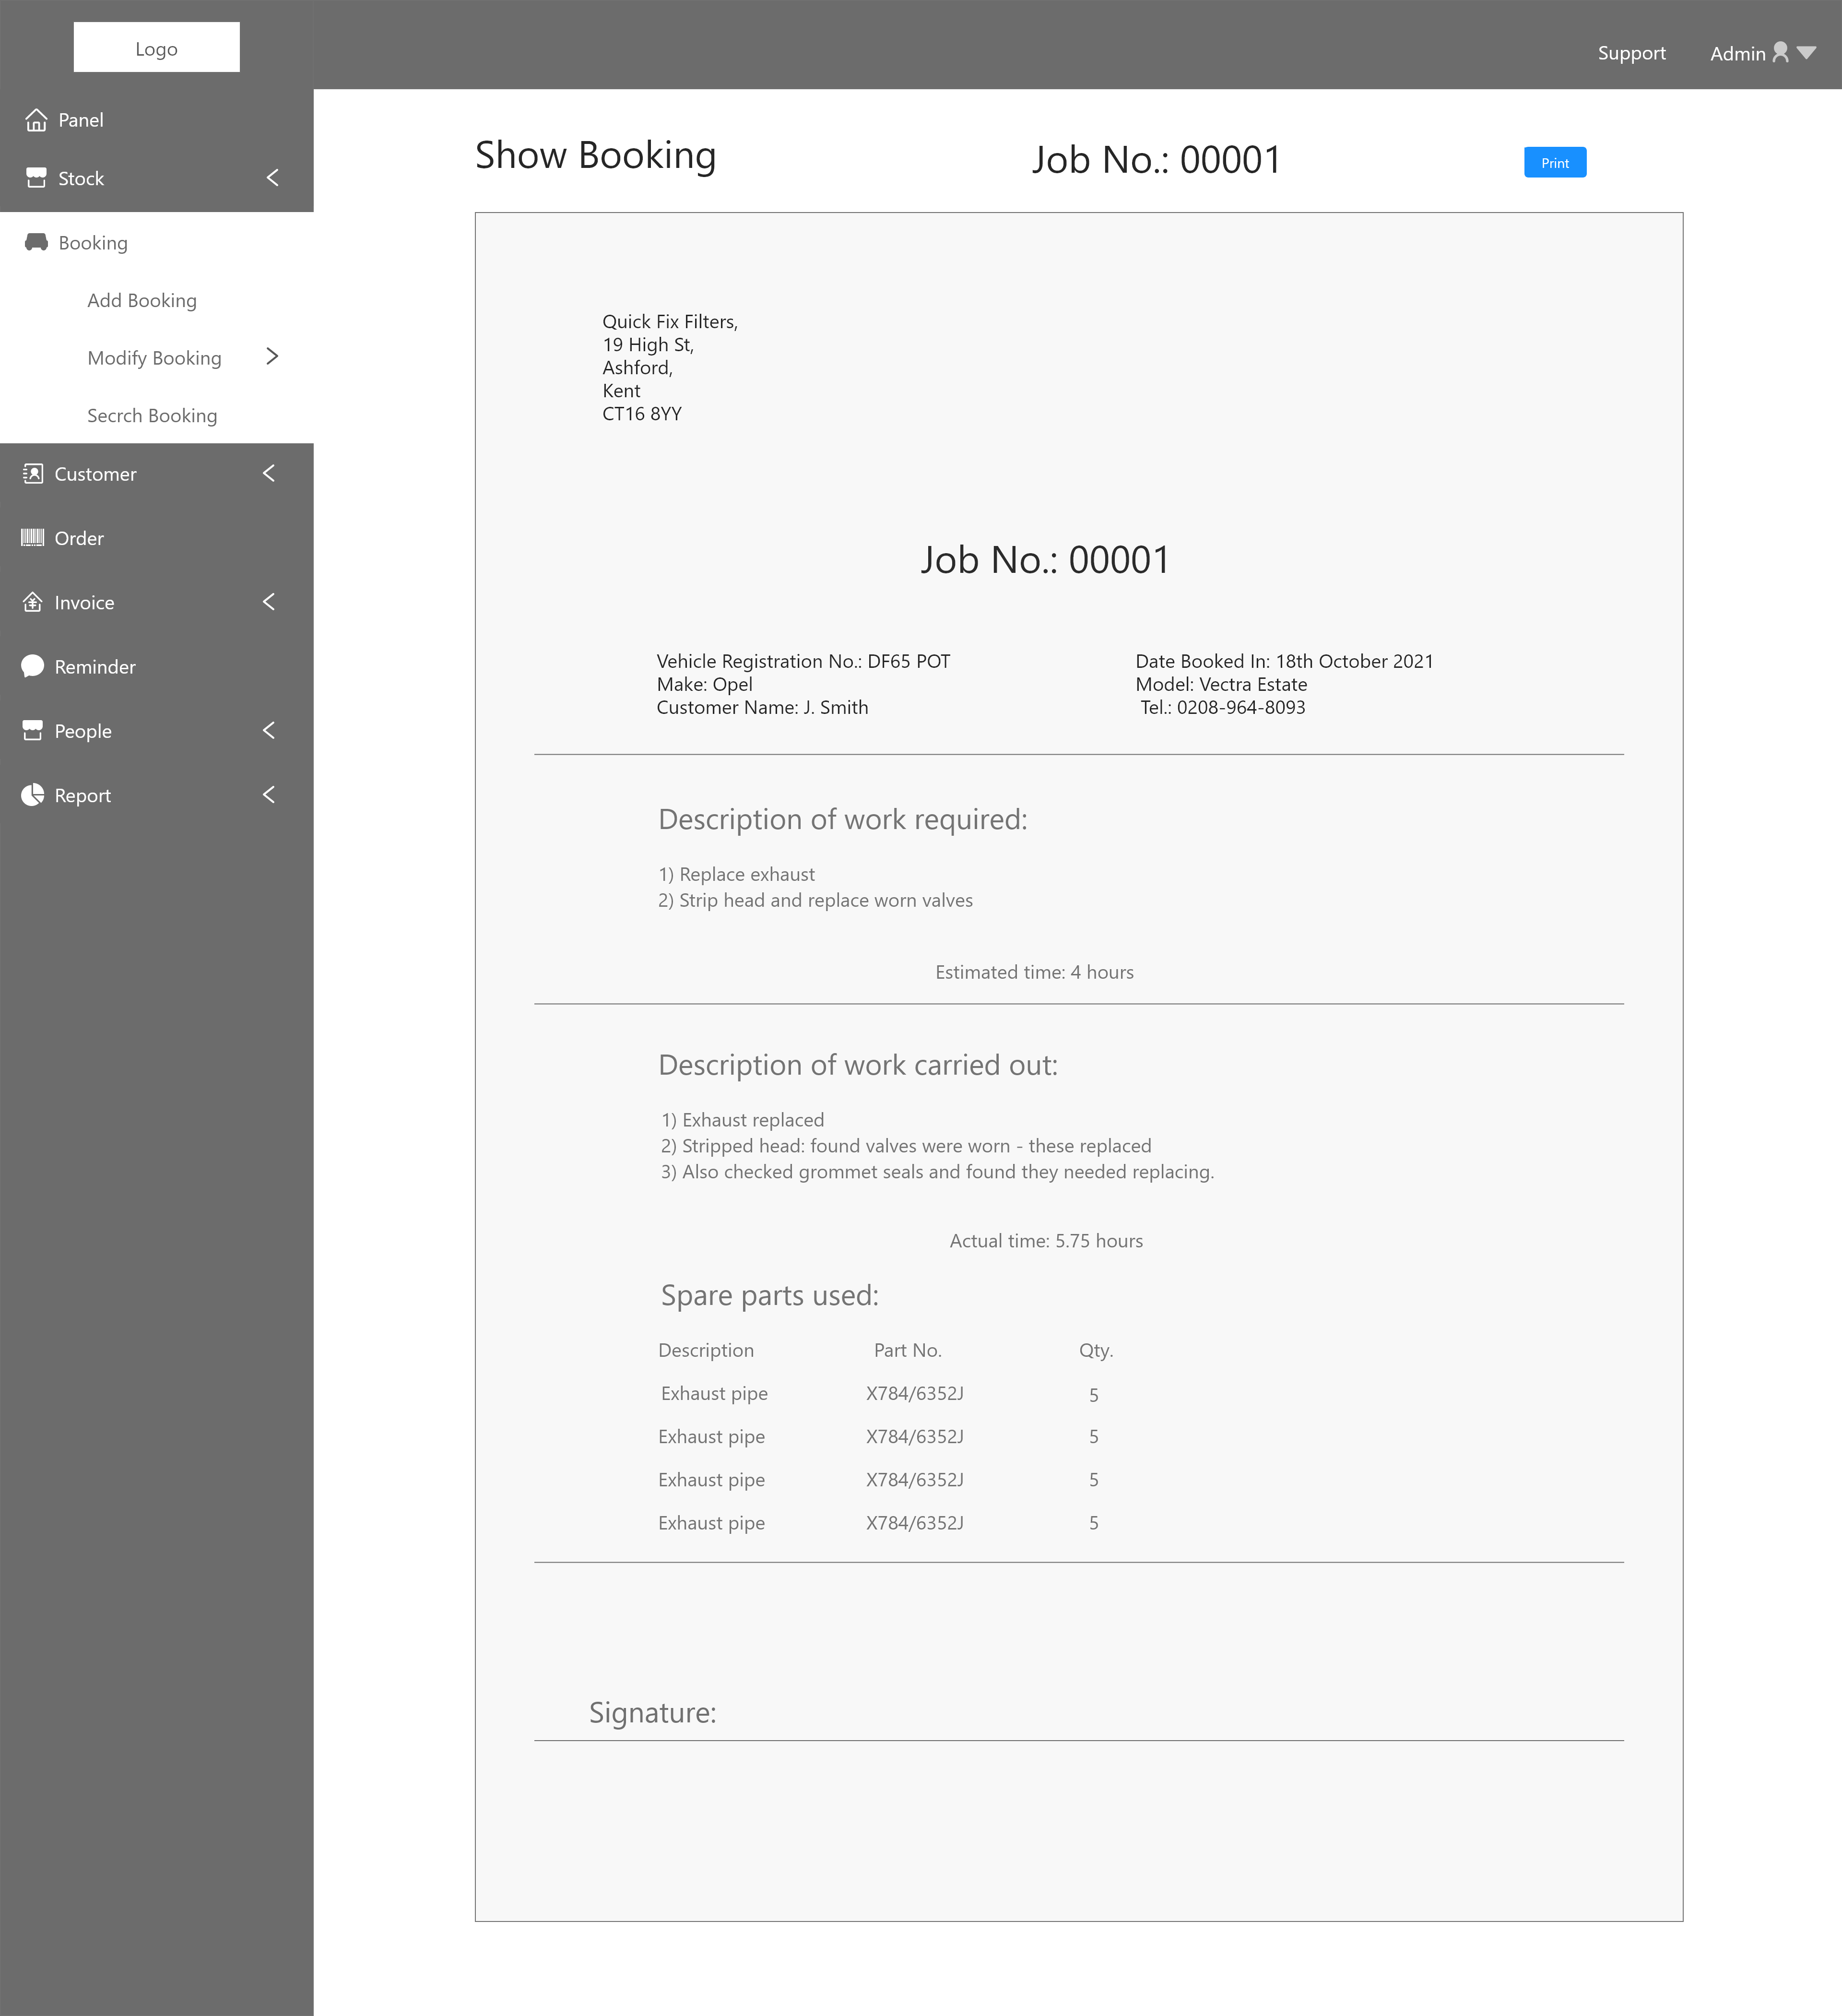 Logo
Support
Admin
Panel
Stock
Booking
Add Booking
Modify Booking
Secrch Booking
Customer
Order
Invoice
Reminder
People
Report
Show Booking
Job No.: 00001
Print
Quick Fix Filters,
19 High St,
Ashford,
Kent
CT16 8YY
Job No.: 00001
Vehicle Registration No.: DF65 POT
Make: Opel
Customer Name: J. Smith
Date Booked In: 18th October 2021
Model: Vectra Estate
Tel.: 0208-964-8093
Description of work required:
1) Replace exhaust
2) Strip head and replace worn valves
Estimated time: 4 hours
Description of work carried out:
1) Exhaust replaced
2) Stripped head: found valves were worn - these replaced
3) Also checked grommet seals and found they needed replacing.
Actual time: 5.75 hours
Spare parts used:
Description Part No. Qty.
Exhaust pipe X784/6352J 5
Exhaust pipe X784/6352J 5
Exhaust pipe X784/6352J 5
Exhaust pipe X784/6352J 5
Signature: